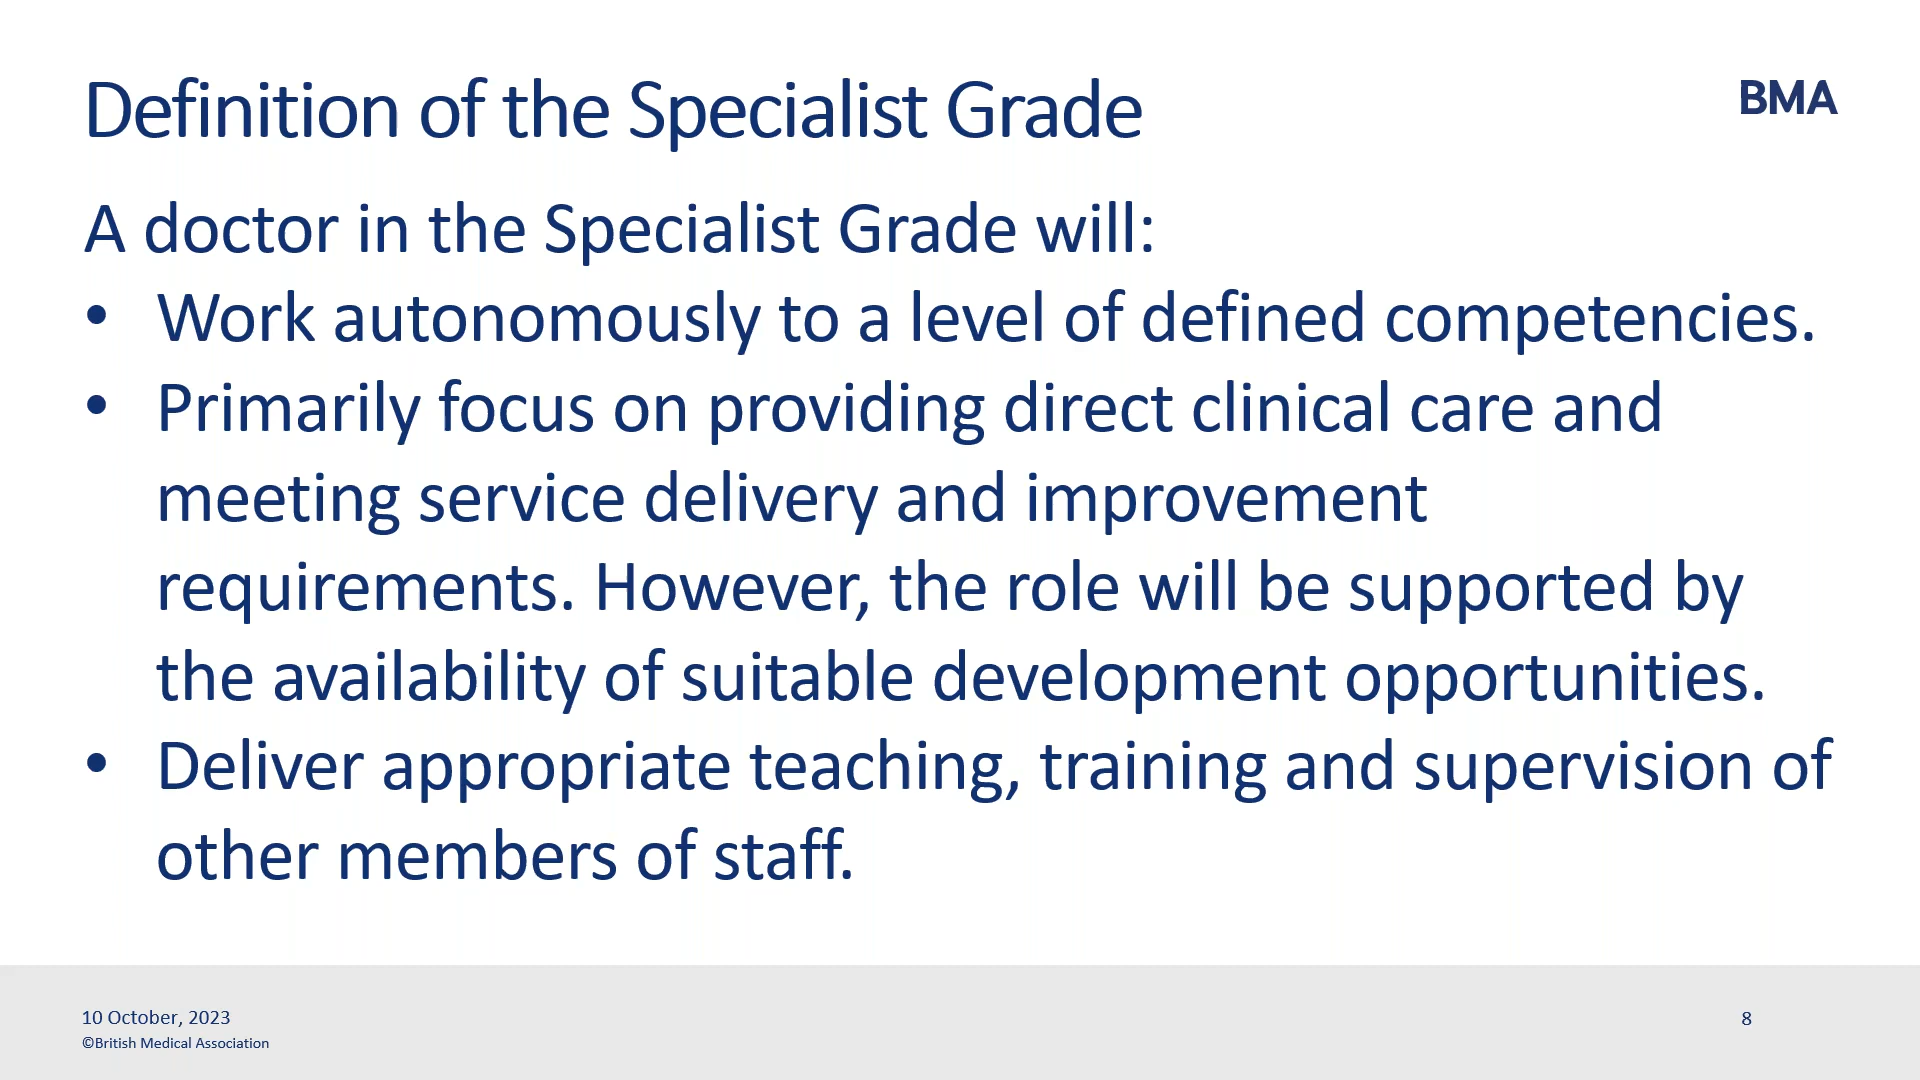 Definition of the Specialist Grade
BMA
A doctor in the Specialist Grade will:
• Work autonomously to a level of defined competencies.
• Primarily focus on providing direct clinical care and
meeting service delivery and improvement
requirements. However, the role will be supported by
the availability of suitable development opportunities.
• Deliver appropriate teaching, training and supervision of
other members of staff.
10 October, 2023
8
©British Medical Association